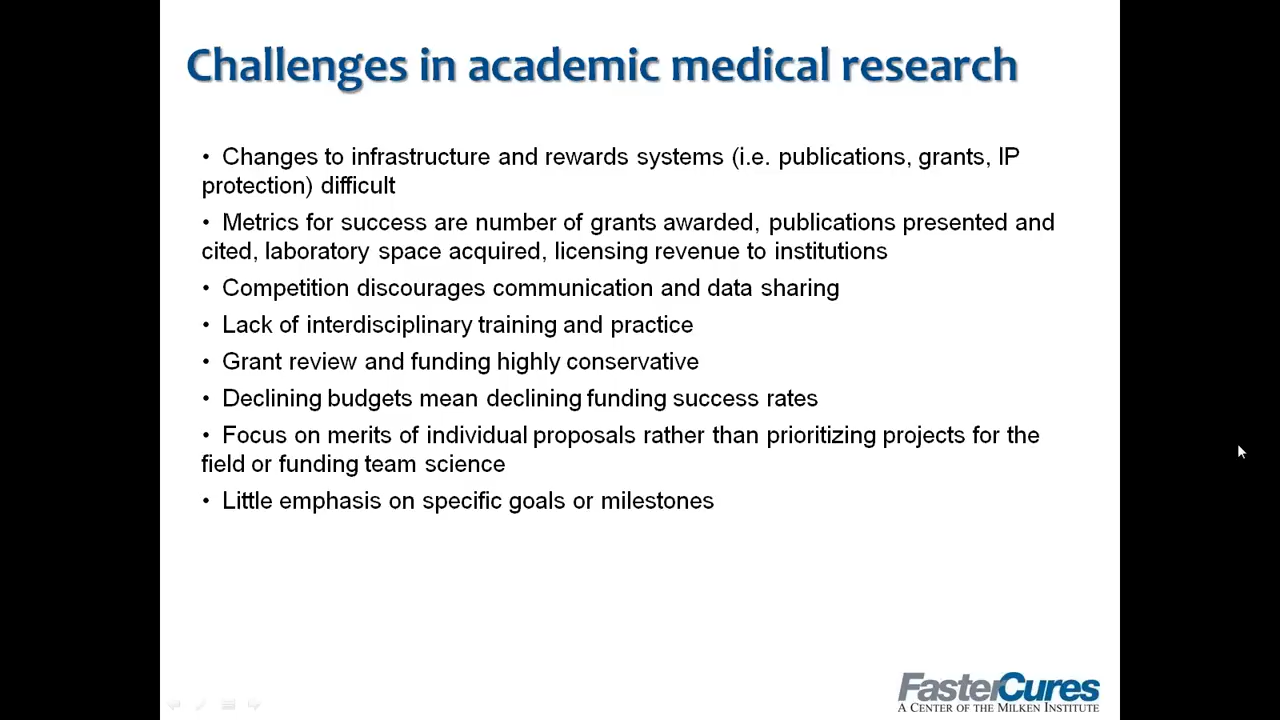 Challenges in academic medical research
• Changes to infrastructure and rewards systems (i.e. publications, grants, IP
protection) difficult
• Metrics for success are number of grants awarded, publications presented and
cited, laboratory space acquired, licensing revenue to institutions
• Competition discourages communication and data sharing
• Lack of interdisciplinary training and practice
• Grant review and funding highly conservative
• Declining budgets mean declining funding success rates
• Focus on merits of individual proposals rather than prioritizing projects for the
field or funding team science
• Little emphasis on specific goals or milestones
FasterCures
A CENTER OF THE MILKEN INSTITUTE